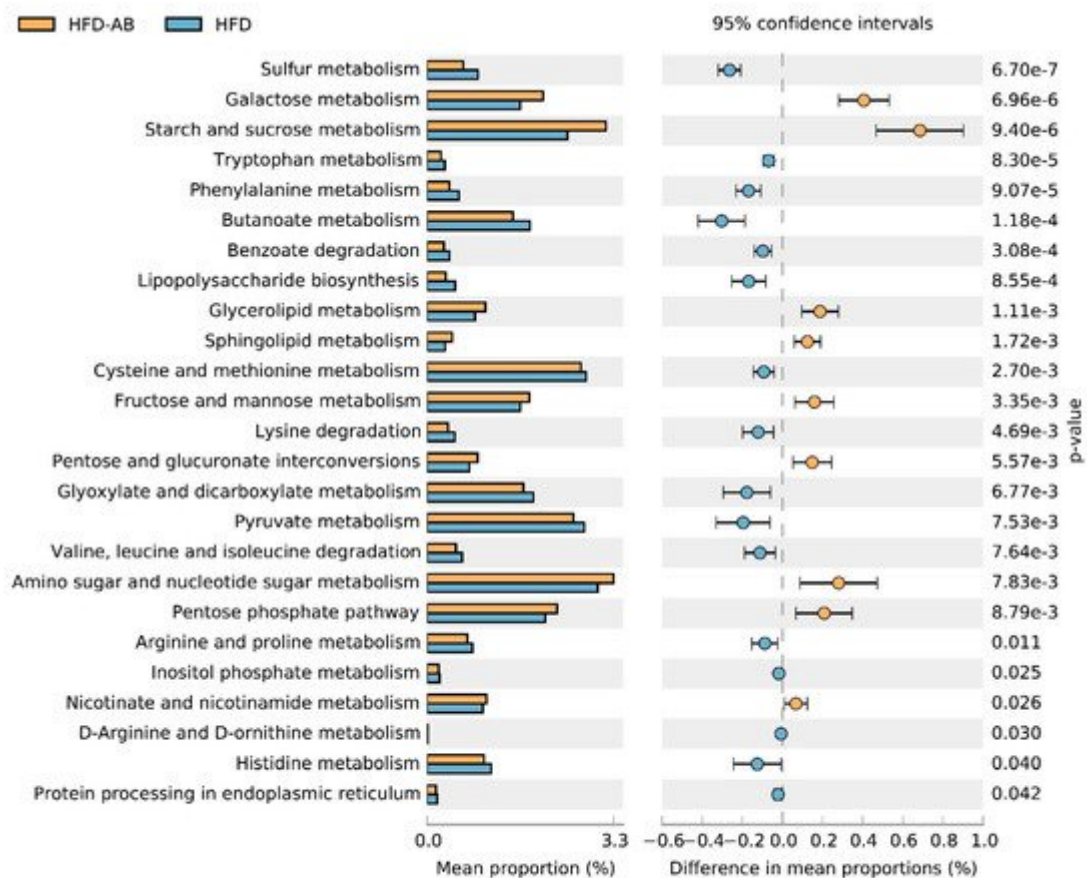 HFD-AB HFD 95% confidence intervals
Sulfur metabolism 6.70e-7
Galactose metabolism 6.96e-6
Starch and sucrose metabolism 9.40e-6
Tryptophan metabolism 8.30e-5
Phenylalanine metabolism 9.07e-5
Butanoate metabolism 1.18e-4
Benzoate degradation 3.08e-4
Lipopolysaccharide biosynthesis 8.55e-4
Glycerolipid metabolism 1.11e-3
Sphingolipid metabolism 1.72e-3
Cysteine and methionine metabolism 2.70e-3
Fructose and mannose metabolism 3.35e-3
Lysine degradation 4.69e-3
Pentose and glucuronate interconversions 5.57e-3
Glyoxylate and dicarboxylate metabolism 6.77e-3
Pyruvate metabolism 7.53e-3
Valine, leucine and isoleucine degradation 7.64e-3
Amino sugar and nucleotide sugar metabolism 7.83e-3
Pentose phosphate pathway 8.79e-3
Arginine and proline metabolism 0.011
Inositol phosphate metabolism 0.025
Nicotinate and nicotinamide metabolism 0.026
D-Arginine and D-ornithine metabolism 0.030
Histidine metabolism 0.040
Protein processing in endoplasmic reticulum 0.042
p-value
0.0 3.3 −0.6−0.4−0.2 0.0 0.2 0.4 0.6 0.8 1.0
Mean proportion (%) Difference in mean proportions (%)